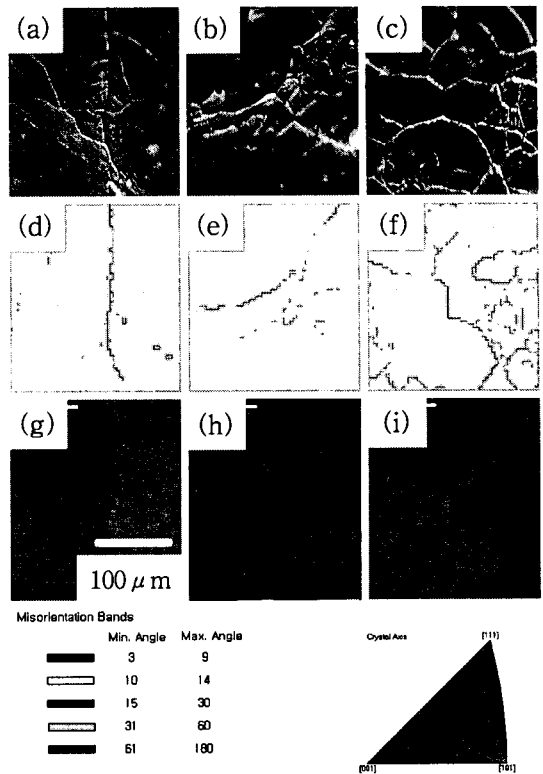 (a)
(b)
(c)
(d)
(e)
(f)
(g)
(h)
(i)
100 μm
Misorientation Bands
Min. Angle Max. Angle
3 9
10 14
15 30
31 60
61 180
Crystal Axis
[111]
[001]
[101]